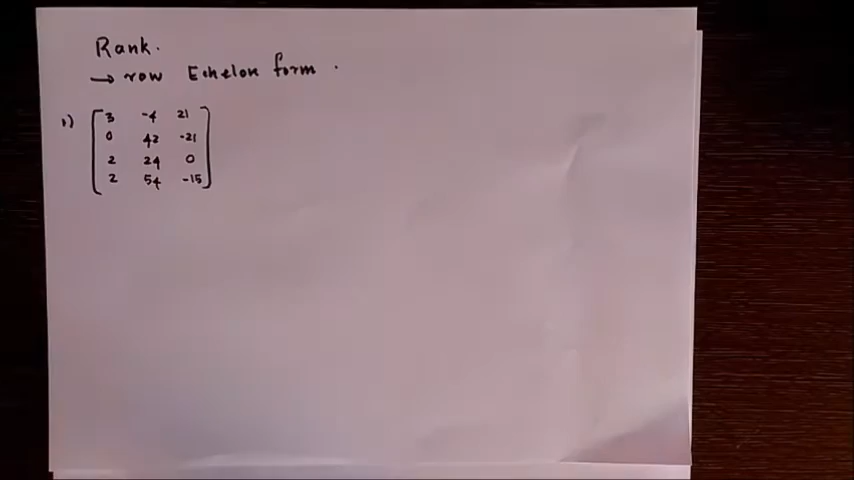 Rank.
→ row Echelon form .
1) 3 -4 21
0 42 -21
2 24 0
2 54 -15